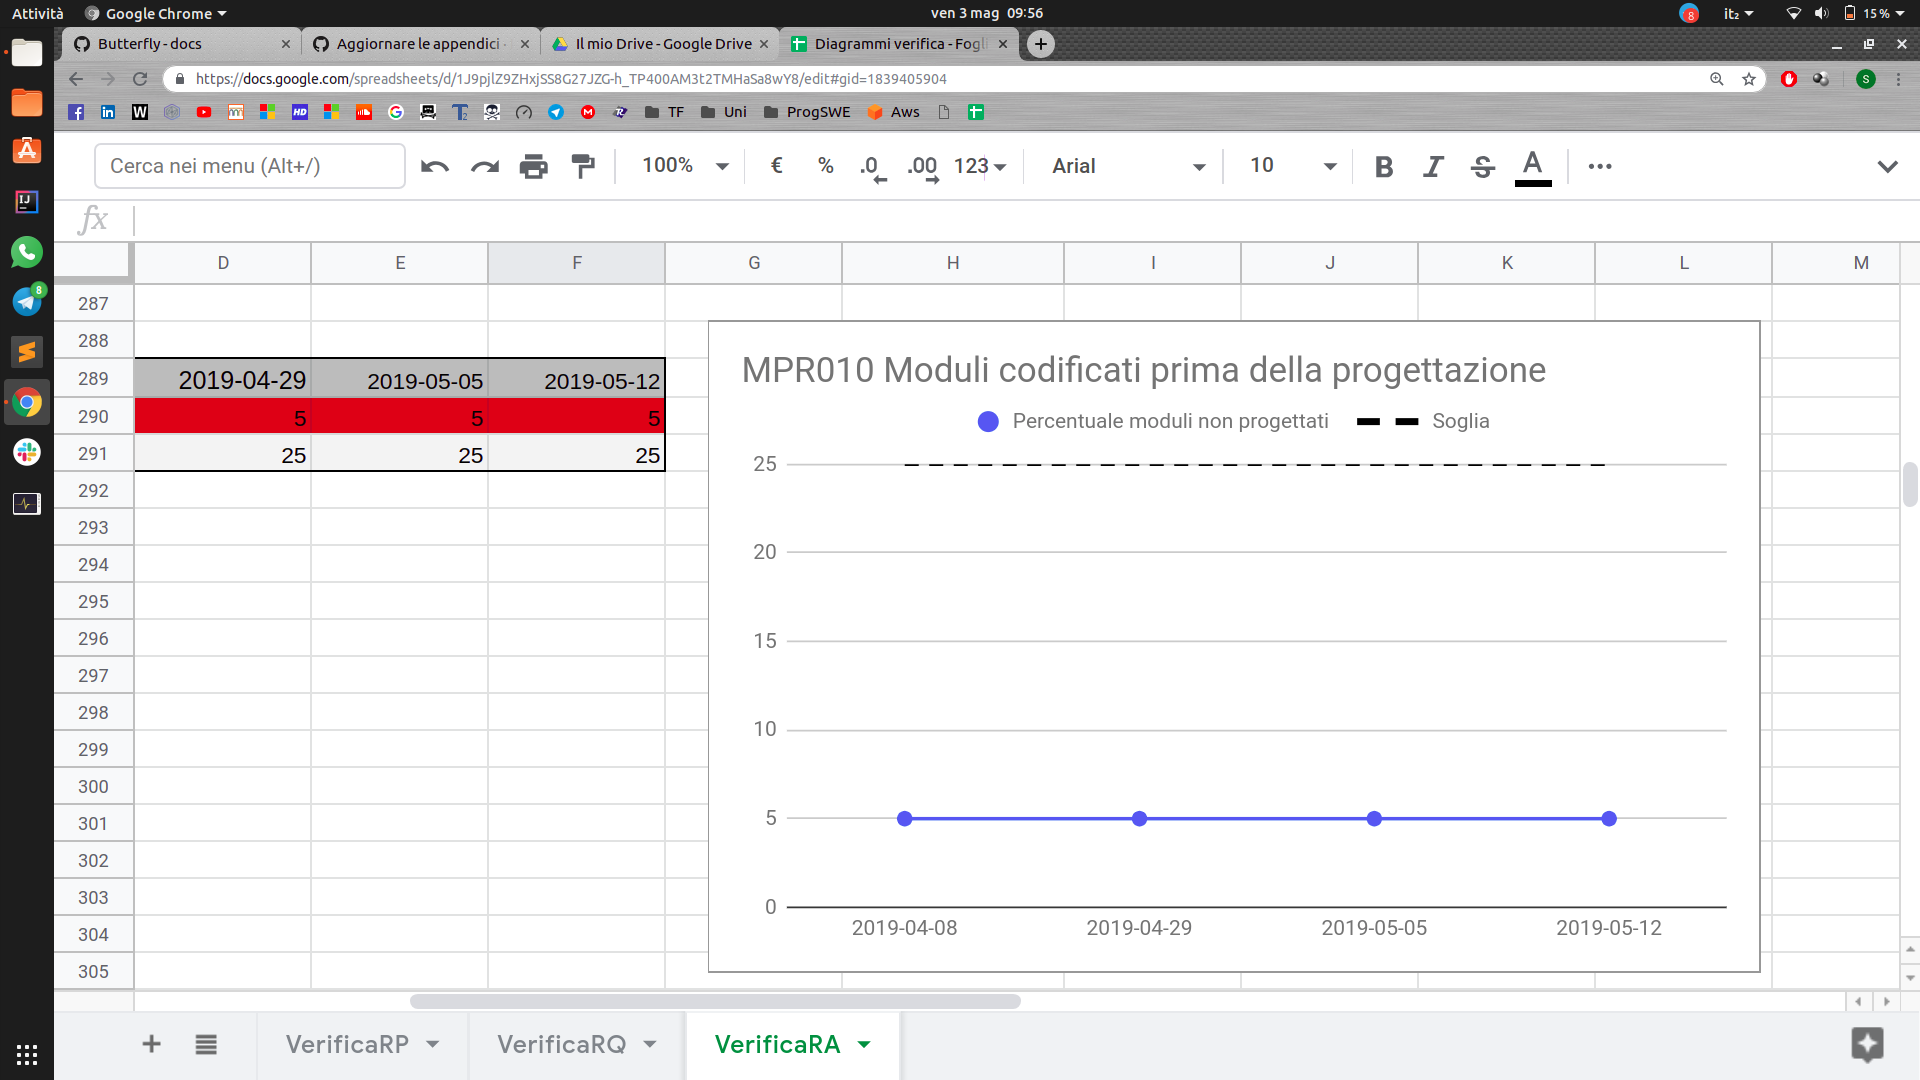 Attività Google Chrome ven 3 mag 09:56 8 it₂ 15%
Butterfly - docs Aggiornare le appendici · Il mio Drive - Google Drive Diagrammi verifica - Fogli
https://docs.google.com/spreadsheets/d/1J9pjlZ9ZHxjSS8G27JZG-h_TP400AM3t2TMHaSa8wY8/edit#gid=1839405904 S
TF Uni ProgSWE Aws
Cerca nei menu (Alt+/) 100% € % .0 .00 123 Arial 10 B I S A
fx
D E F G H I J K L M
287
288
289 2019-04-29 2019-05-05 2019-05-12
290 5 5 5
291 25 25 25
292
293
294
295
296
297
298
299
300
301
302
303
304
305
MPR010 Moduli codificati prima della progettazione
Percentuale moduli non progettati Soglia
25
20
15
10
5
0
2019-04-08 2019-04-29 2019-05-05 2019-05-12
VerificaRP VerificaRQ VerificaRA